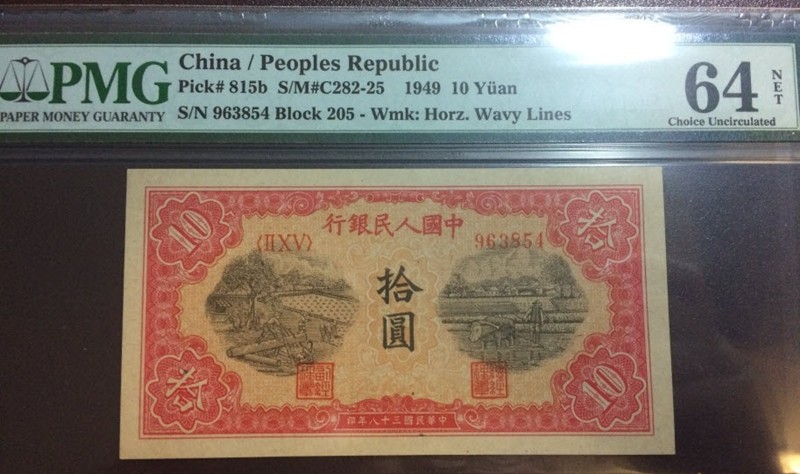 PMG
PAPER MONEY GUARANTY
China / Peoples Republic
Pick# 815b S/M#C282-25 1949 10 Yüan
S/N 963854 Block 205 - Wmk: Horz. Wavy Lines
64 NET
Choice Uncirculated
行銀民人國中
10
拾
〈ⅡXV〉
963854
拾
圓
拾
10
印年八十三國民華中